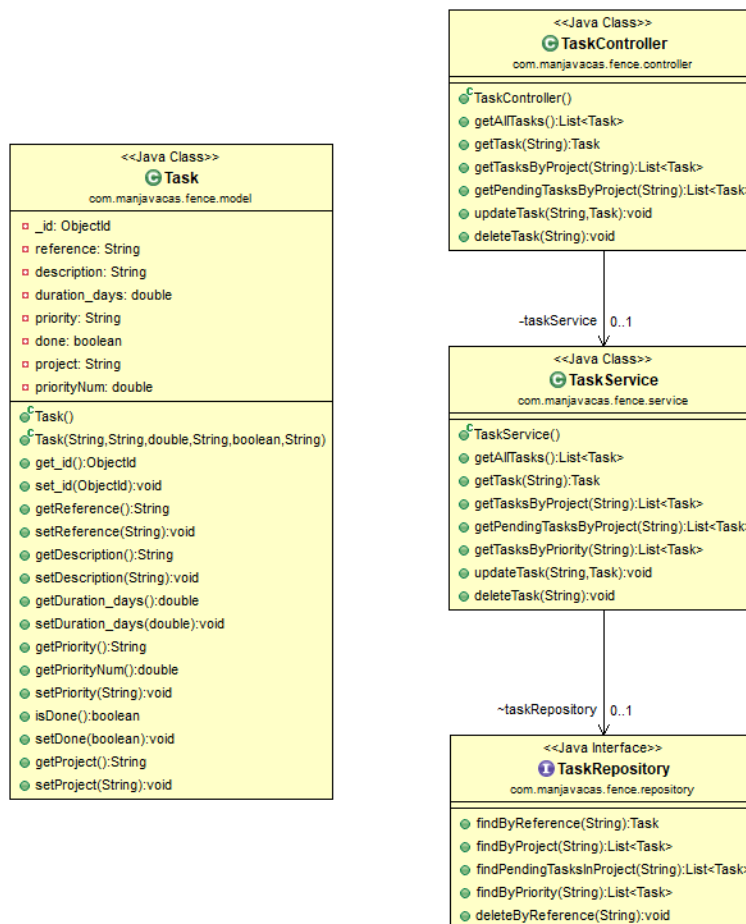 <<Java Class>>
Task
com.manjavacas.fence.model
_id: ObjectId
reference: String
description: String
duration_days: double
priority: String
done: boolean
project: String
priorityNum: double
Task()
Task(String,String,double,String,boolean,String)
get_id():ObjectId
set_id(ObjectId):void
getReference():String
setReference(String):void
getDescription():String
setDescription(String):void
getDuration_days():double
setDuration_days(double):void
getPriority():String
getPriorityNum():double
setPriority(String):void
isDone():boolean
setDone(boolean):void
getProject():String
setProject(String):void
<<Java Class>>
TaskController
com.manjavacas.fence.controller
TaskController()
getAllTasks():List<Task>
getTask(String):Task
getTasksByProject(String):List<Task>
getPendingTasksByProject(String):List<Task>
updateTask(String,Task):void
deleteTask(String):void
-taskService 0..1
<<Java Class>>
TaskService
com.manjavacas.fence.service
TaskService()
getAllTasks():List<Task>
getTask(String):Task
getTasksByProject(String):List<Task>
getPendingTasksByProject(String):List<Task>
getTasksByPriority(String):List<Task>
updateTask(String,Task):void
deleteTask(String):void
~taskRepository 0..1
<<Java Interface>>
TaskRepository
com.manjavacas.fence.repository
findByReference(String):Task
findByProject(String):List<Task>
findPendingTasksInProject(String):List<Task>
findByPriority(String):List<Task>
deleteByReference(String):void